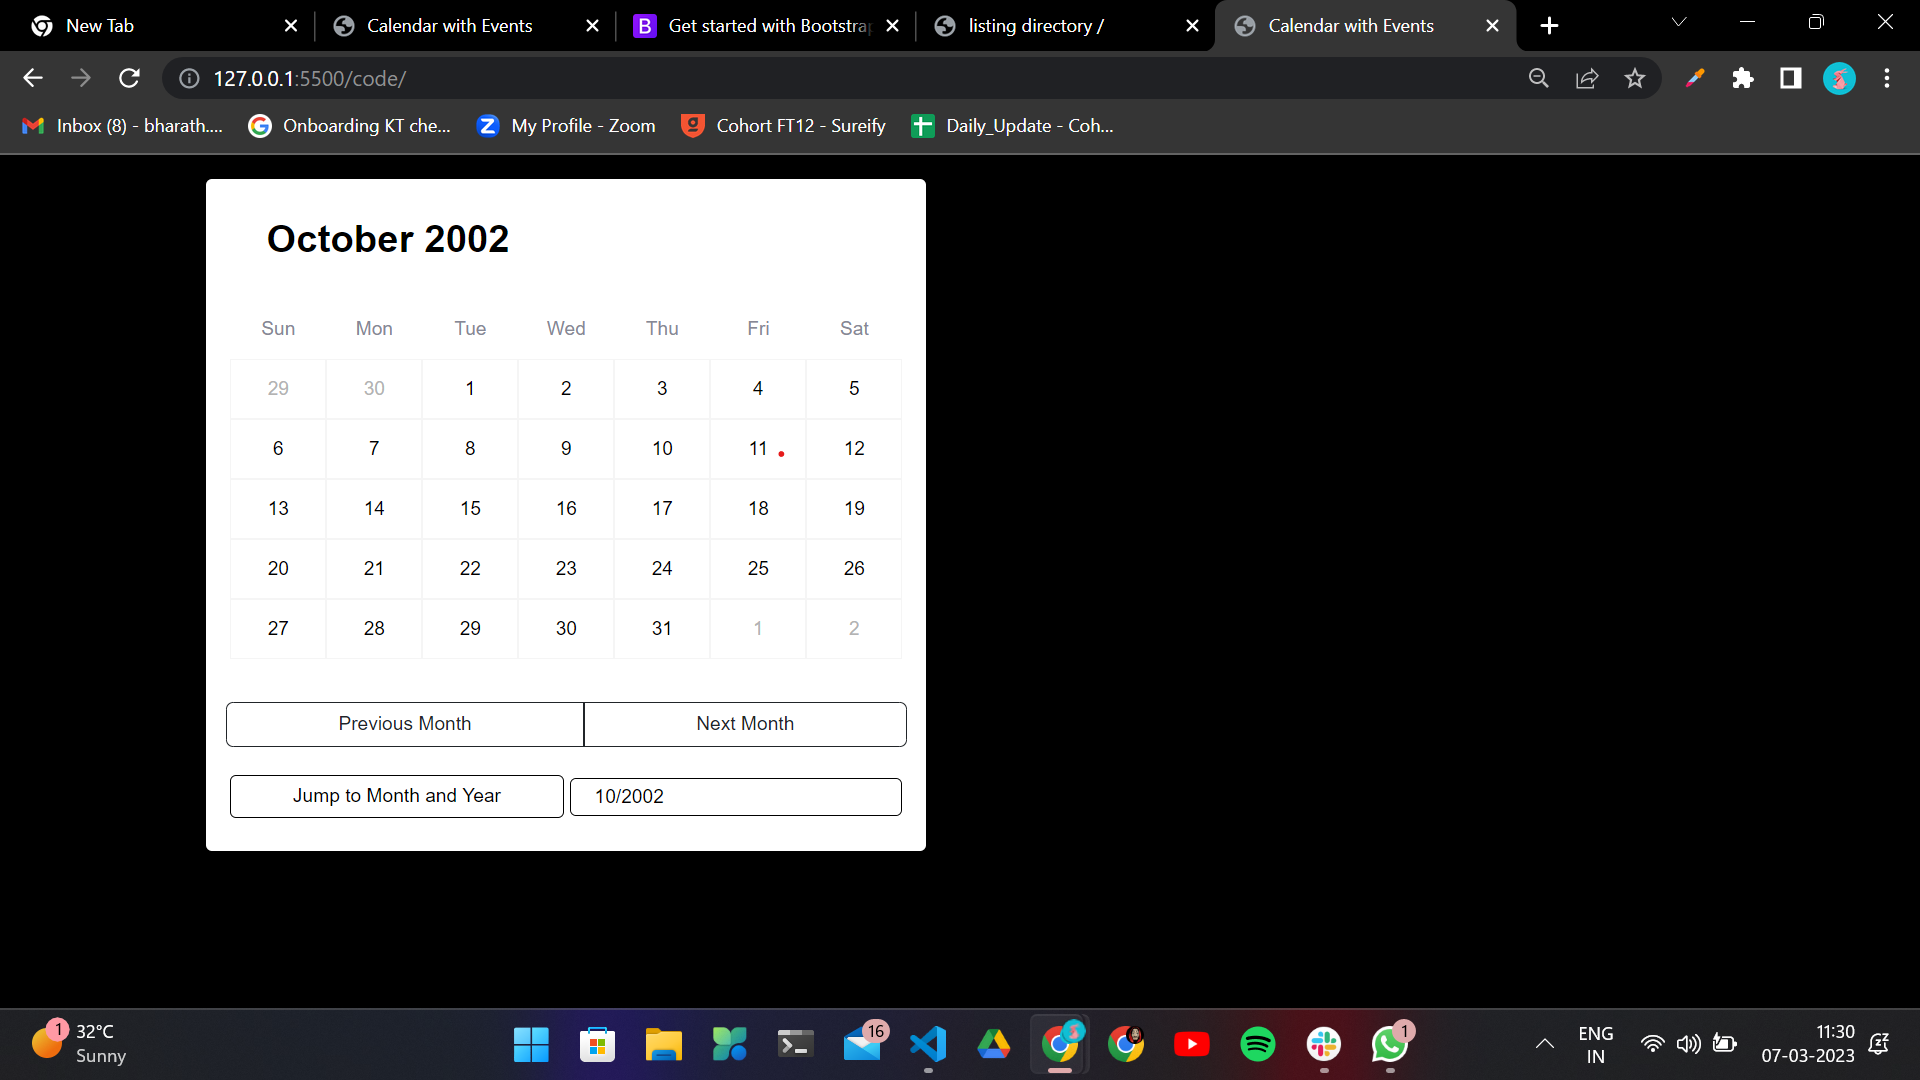 New Tab
Calendar with Events
Get started with Bootstrap
listing directory /
Calendar with Events
127.0.0.1:5500/code/
Inbox (8) - bharath....
Onboarding KT che...
My Profile - Zoom
Cohort FT12 - Sureify
Daily_Update - Coh...
October 2002
Sun Mon Tue Wed Thu Fri Sat
29 30 1 2 3 4 5
6 7 8 9 10 11 12
13 14 15 16 17 18 19
20 21 22 23 24 25 26
27 28 29 30 31 1 2
Previous Month
Next Month
Jump to Month and Year
10/2002
1
32°C
Sunny
16
1
ENG
IN
11:30
07-03-2023